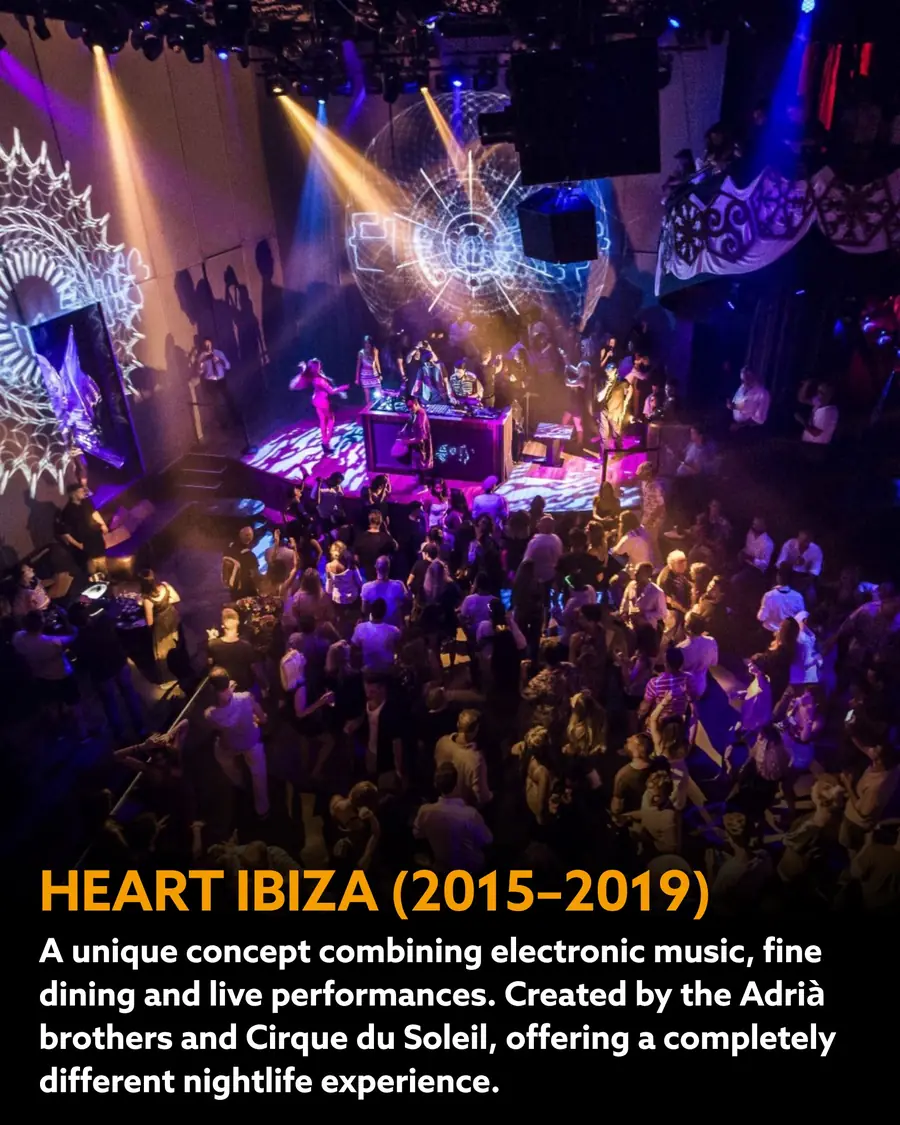 HEART IBIZA (2015–2019)
A unique concept combining electronic music, fine
dining and live performances. Created by the Adrià
brothers and Cirque du Soleil, offering a completely
different nightlife experience.